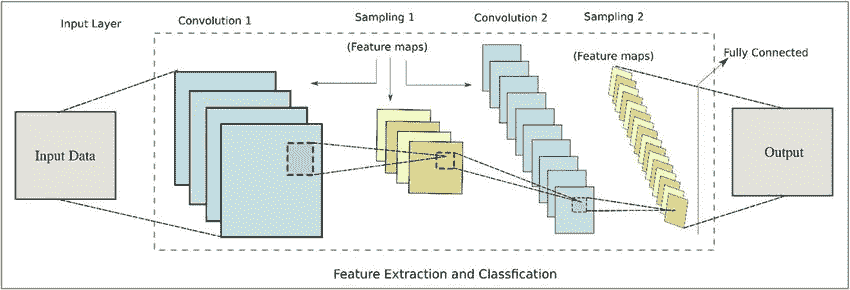 Input Layer
Convolution 1
Sampling 1
Convolution 2
Sampling 2
(Feature maps)
(Feature maps)
Fully Connected
Input Data
Output
Feature Extraction and Classfication